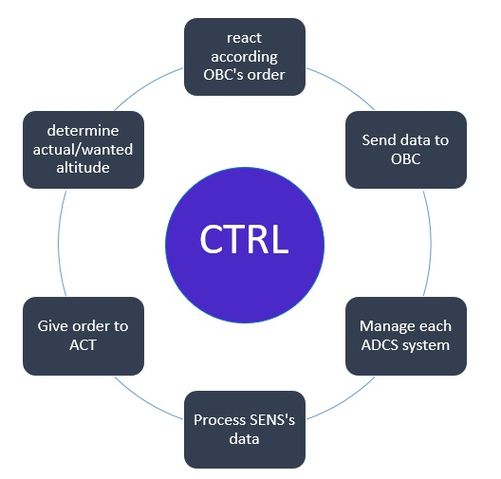 react
according
OBC's order
determine
actual/wanted
altitude
Send data to
OBC
CTRL
Give order to
ACT
Manage each
ADCS system
Process SENS's
data